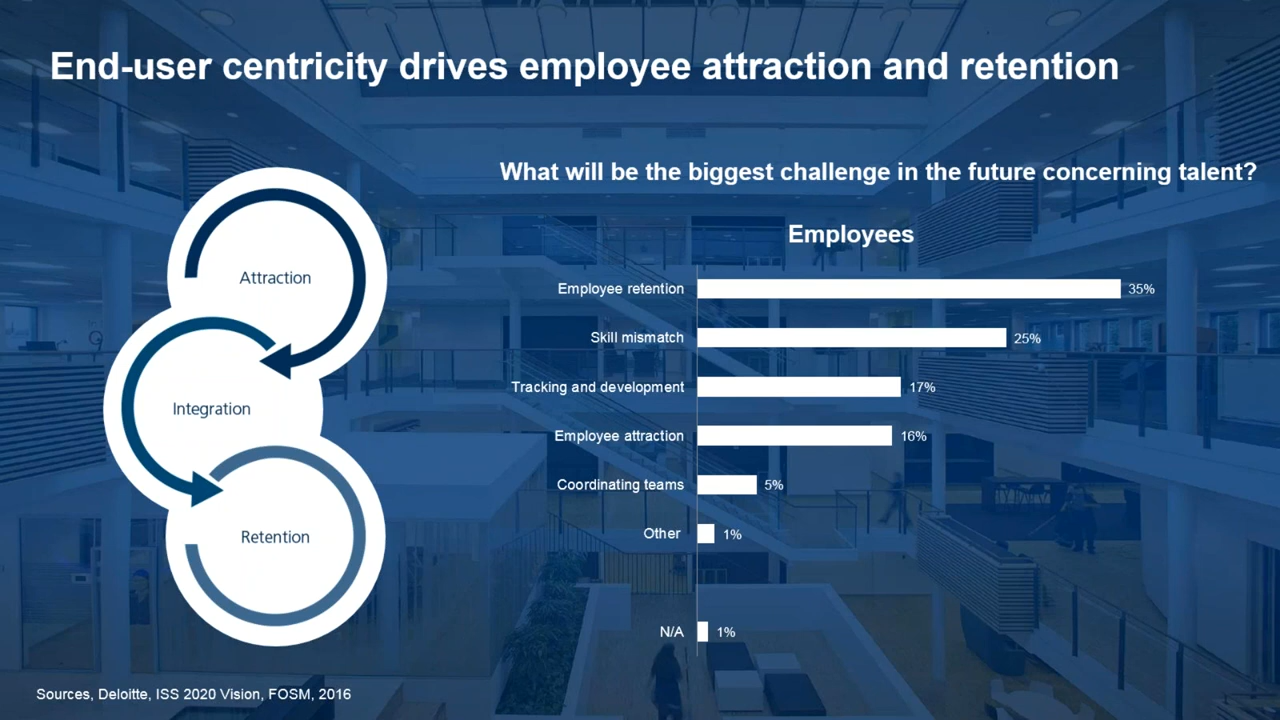 End-user centricity drives employee attraction and retention
What will be the biggest challenge in the future concerning talent?
Attraction
Integration
Retention
Employees
Employee retention 35%
Skill mismatch 25%
Tracking and development 17%
Employee attraction 16%
Coordinating teams 5%
Other 1%
N/A 1%
Sources, Deloitte, ISS 2020 Vision, FOSM, 2016